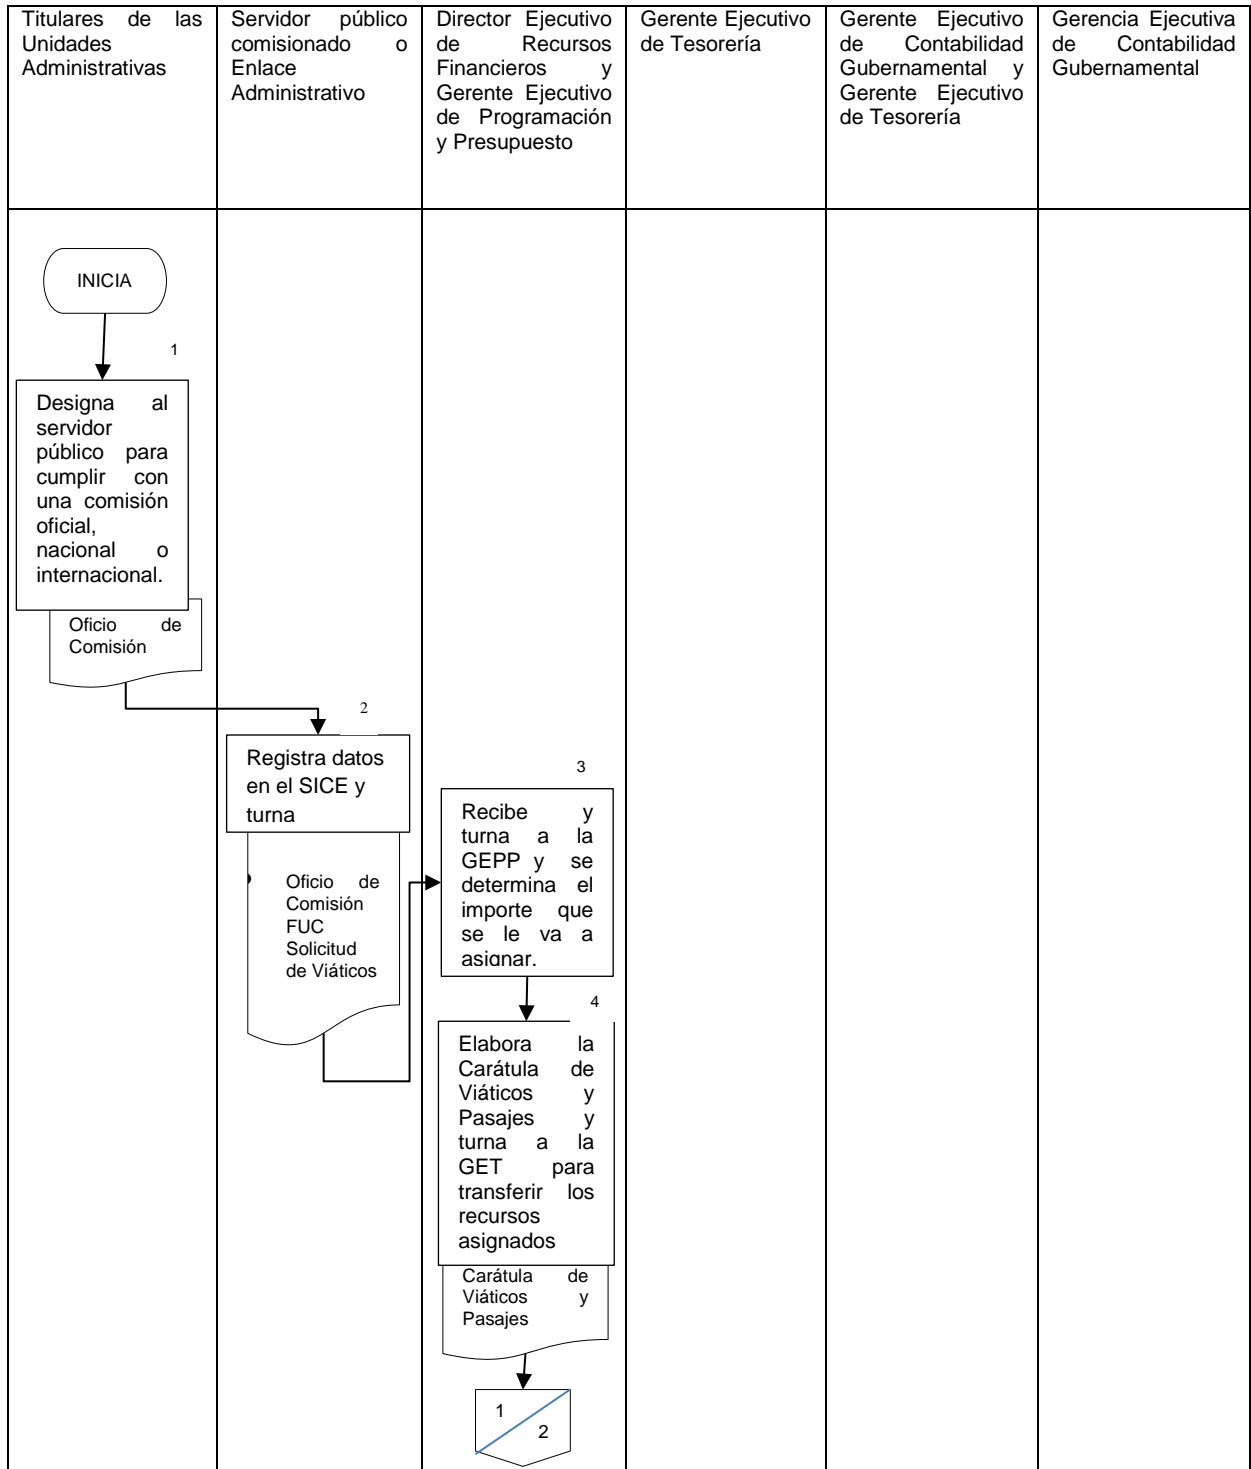 Titulares de las
Unidades
Administrativas
Servidor público
comisionado o
Enlace
Administrativo
Director Ejecutivo
de Recursos
Financieros y
Gerente Ejecutivo
de Programación
y Presupuesto
Gerente Ejecutivo
de Tesorería
Gerente Ejecutivo
de Contabilidad
Gubernamental y
Gerente Ejecutivo
de Tesorería
Gerencia Ejecutiva
de Contabilidad
Gubernamental
INICIA
1
Designa al
servidor
público para
cumplir con
una comisión
oficial,
nacional o
internacional.
Oficio de
Comisión
2
Registra datos
en el SICE y
turna
Oficio de
Comisión
FUC
Solicitud
de Viáticos
3
Recibe y
turna a la
GEPP y se
determina el
importe que
se le va a
asignar.
4
Elabora la
Carátula de
Viáticos y
Pasajes y
turna a la
GET para
transferir los
recursos
asignados
Carátula de
Viáticos y
Pasajes
1
2